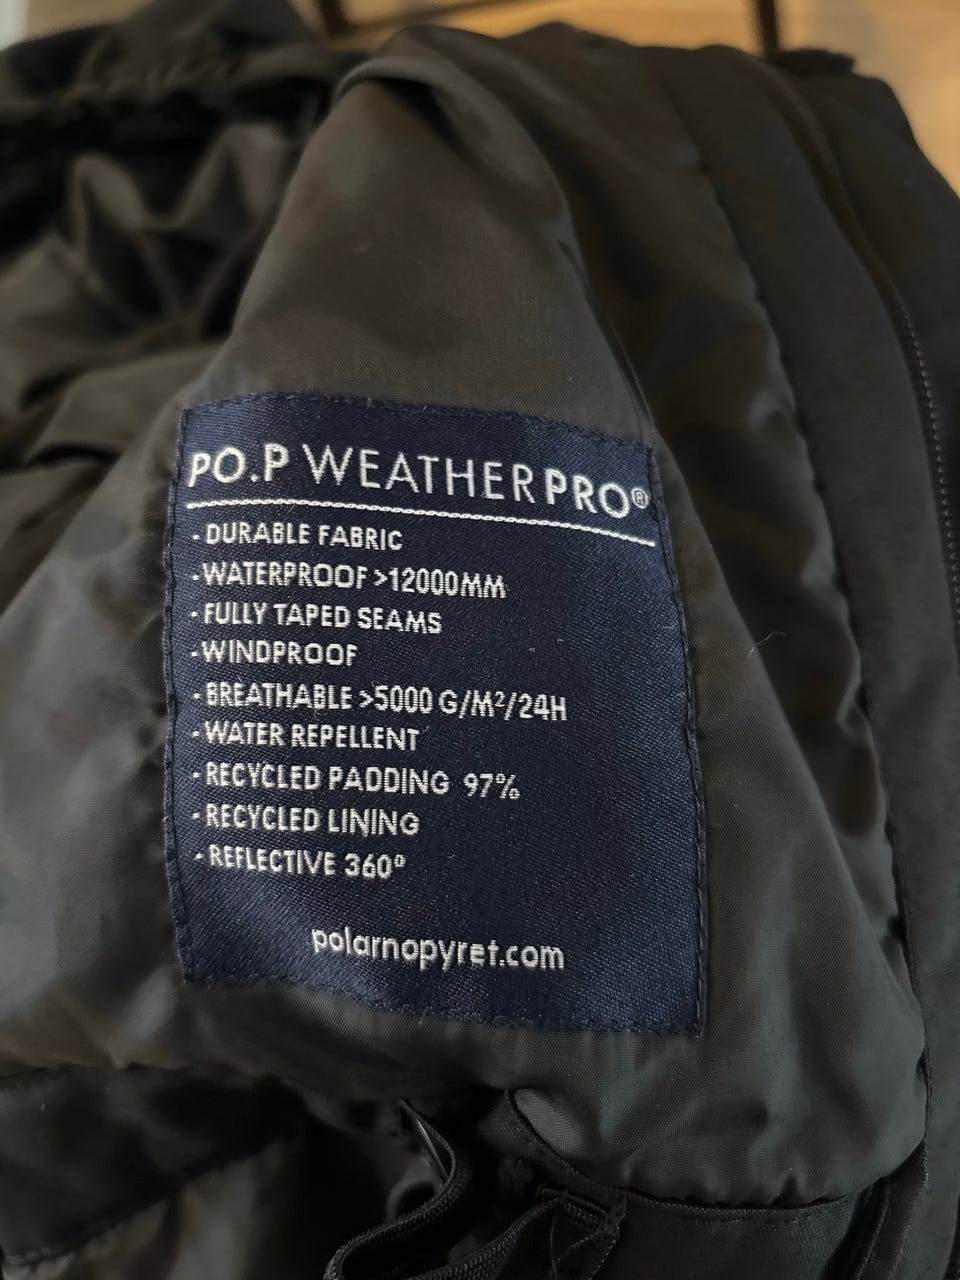 PO.P WEATHERPRO®
- DURABLE FABRIC
- WATERPROOF >12000MM
- FULLY TAPED SEAMS
- WINDPROOF
- BREATHABLE >5000 G/M²/24H
- WATER REPELLENT
- RECYCLED PADDING 97%
- RECYCLED LINING
- REFLECTIVE 360°
polarnopyret.com